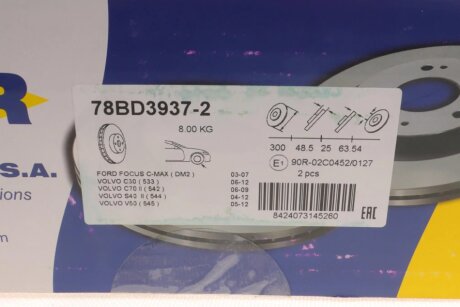 78BD3937-2
8.00 KG
300 48.5 25 63.54
E1 90R-02C0452/0127
2 pcs
FORD FOCUS C-MAX ( DM2 ) 03-07
VOLVO C30 ( 533 ) 06-12
VOLVO C70 II ( 542 ) 06-09
VOLVO S40 II ( 544 ) 04-12
VOLVO V50 ( 545 ) 05-12
8424073145260
EAC
R
S.A.